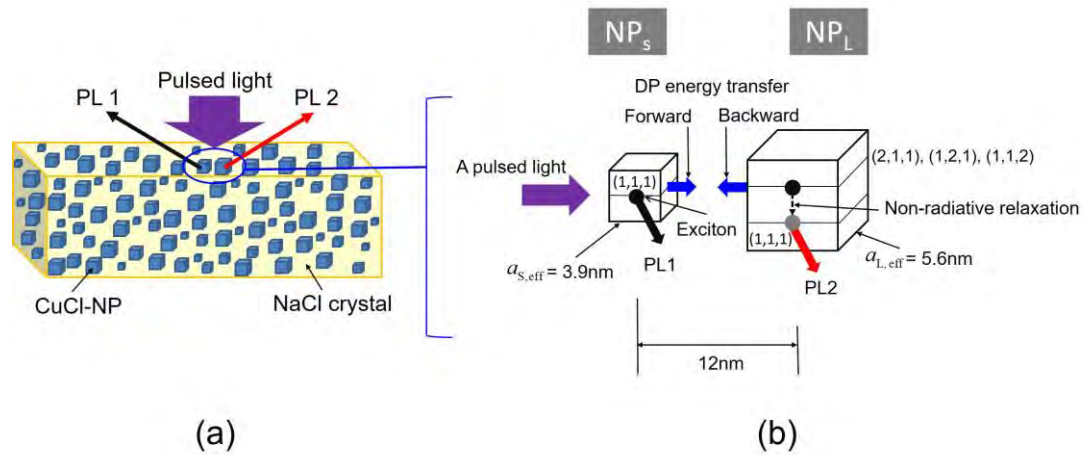 Pulsed light
PL 1
PL 2
CuCl-NP
NaCl crystal
(a)
NPs
NPL
DP energy transfer
Forward
Backward
A pulsed light
(1,1,1)
(2,1,1), (1,2,1), (1,1,2)
Exciton
Non-radiative relaxation
(1,1,1)
aS,eff = 3.9nm
PL1
aL, eff = 5.6nm
PL2
12nm
(b)